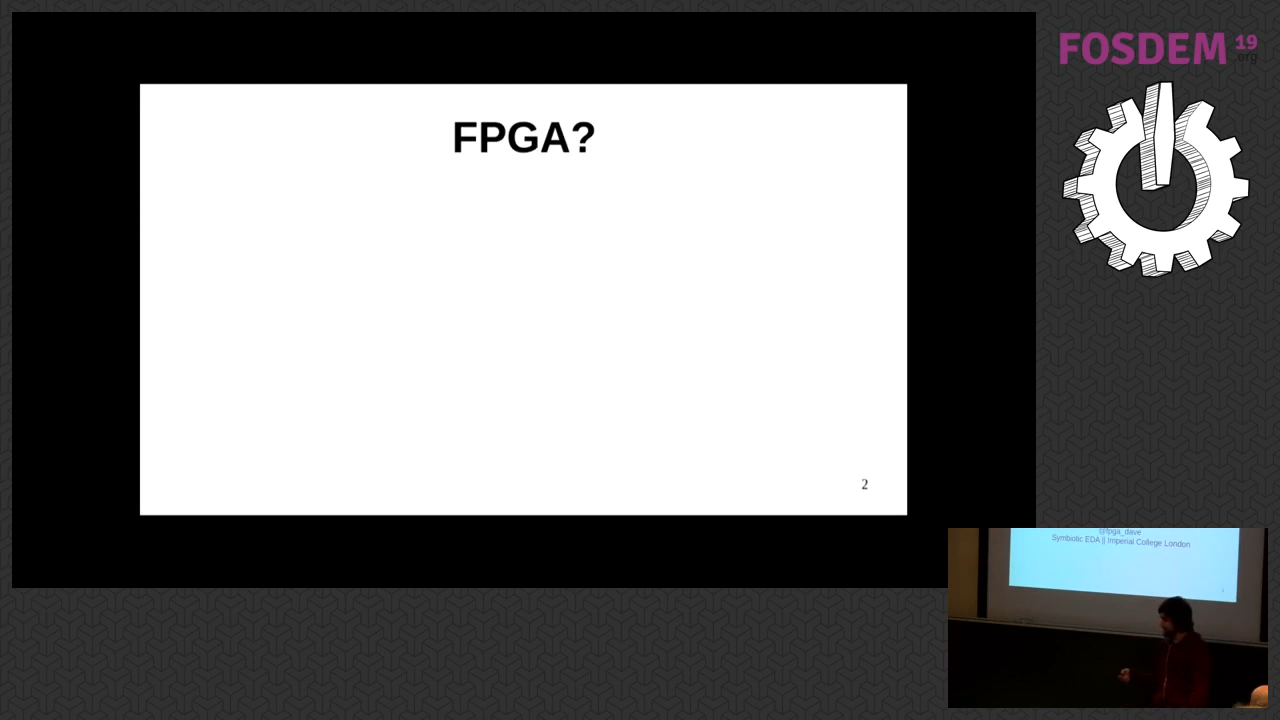 FPGA?
2
FOSDEM 19
.org
@fpga_dave
Symbiotic EDA || Imperial College London